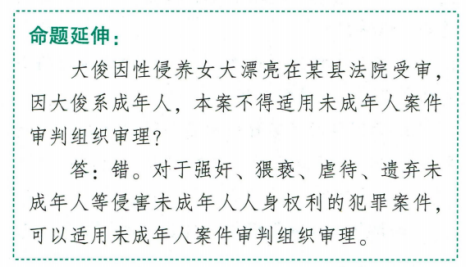 命题延伸：
大俊因性侵养女大漂亮在某县法院受审，
因大俊系成年人，本案不得适用未成年人案件
审判组织审理？
答：错。对于强奸、猥亵、虐待、遗弃未
成年人等侵害未成年人人身权利的犯罪案件，
可以适用未成年人案件审判组织审理。